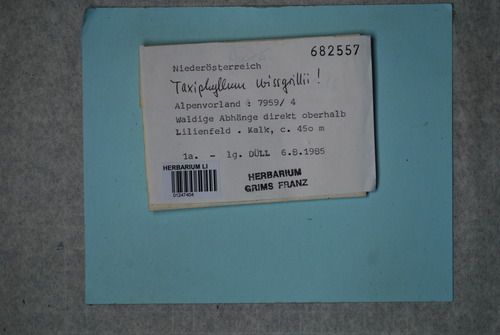 682557
Niederösterreich
Taxiphyllum wissgrillii !
Alpenvorland : 7959/ 4
Waldige Abhänge direkt oberhalb
Lilienfeld . Kalk, c. 450 m
1a. - lg. DÜLL 6.8.1985
HERBARIUM LI
01247404
HERBARIUM
GRIMS FRANZ